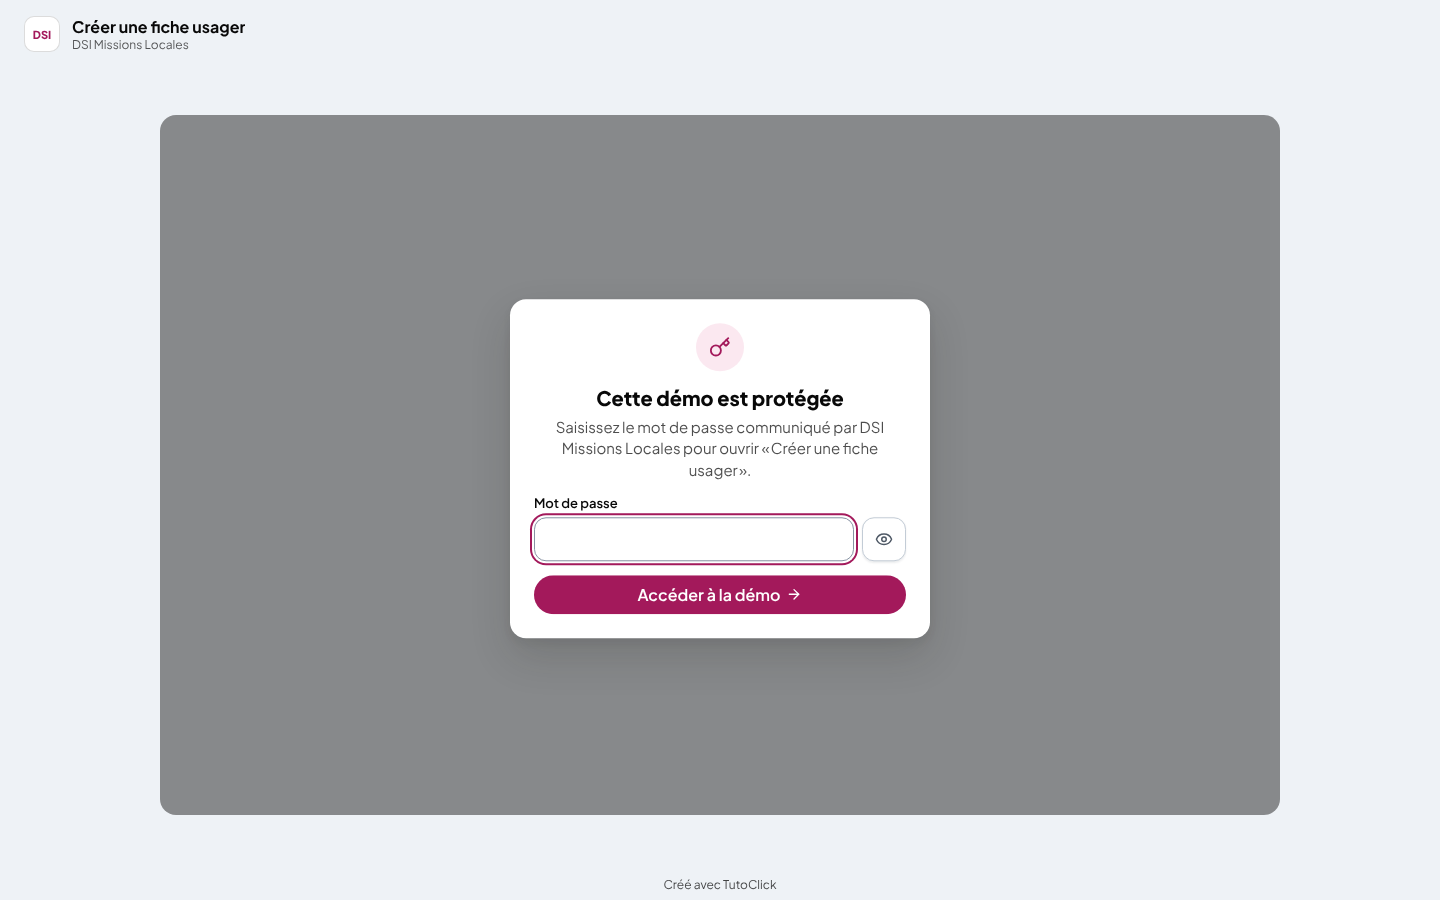 DSI
Créer une fiche usager
DSI Missions Locales
Cette démo est protégée
Saisissez le mot de passe communiqué par DSI
Missions Locales pour ouvrir « Créer une fiche
usager ».
Mot de passe
Accéder à la démo →
Créé avec TutoClick